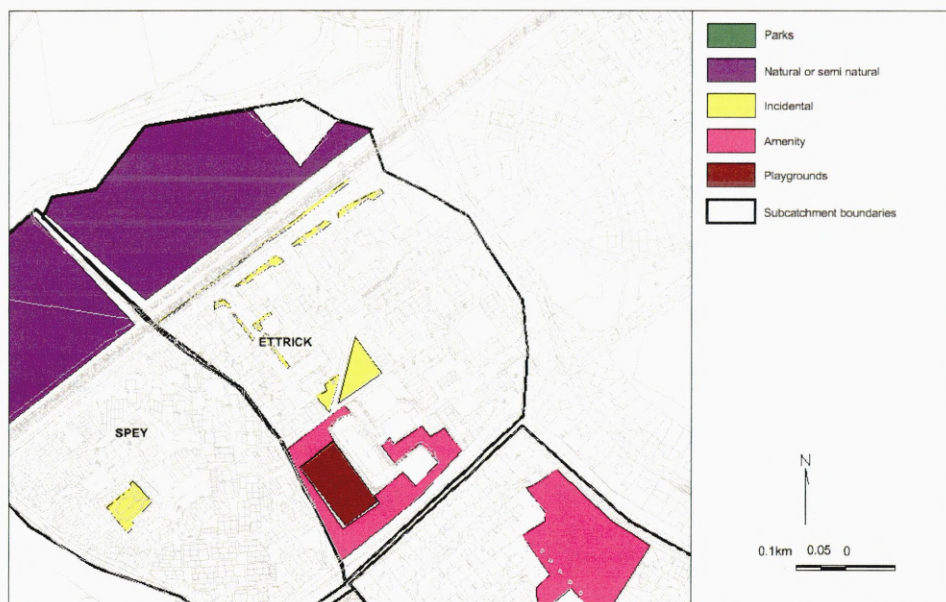 Parks
Natural or semi natural
Incidental
Amenity
Playgrounds
Subcatchment boundaries
ETTRICK
SPEY
N
0.1km 0.05 0